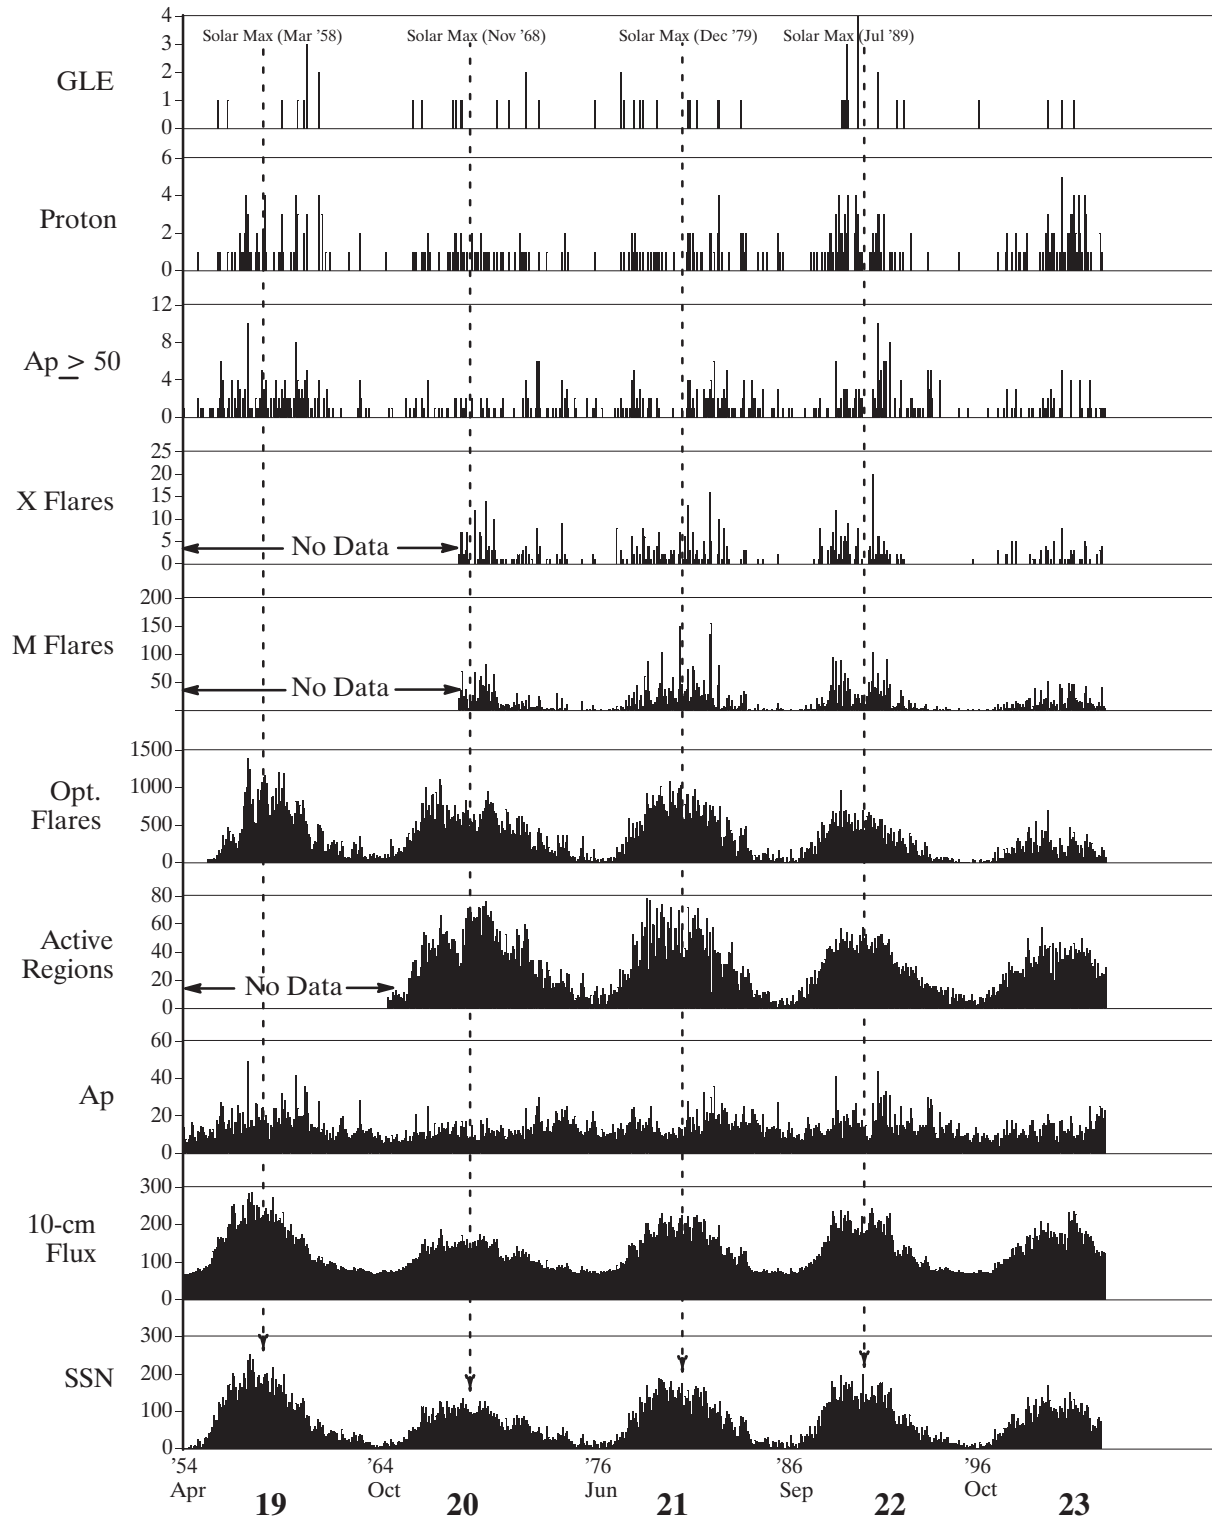 Solar Max (Mar '58) Solar Max (Nov '68) Solar Max (Dec '79) Solar Max (Jul '89)
GLE
4
3
2
1
0
Proton
6
4
2
0
Ap ≥ 50
12
8
4
0
X Flares
25
20
15
10
5
0
No Data
M Flares
200
150
100
50
No Data
Opt.
Flares
1500
1000
500
0
Active
Regions
80
60
40
20
0
No Data
Ap
60
40
20
0
10-cm
Flux
300
200
100
0
SSN
300
200
100
0
'54 '64 '76 '86 '96
Apr Oct Jun Sep Oct
19 20 21 22 23